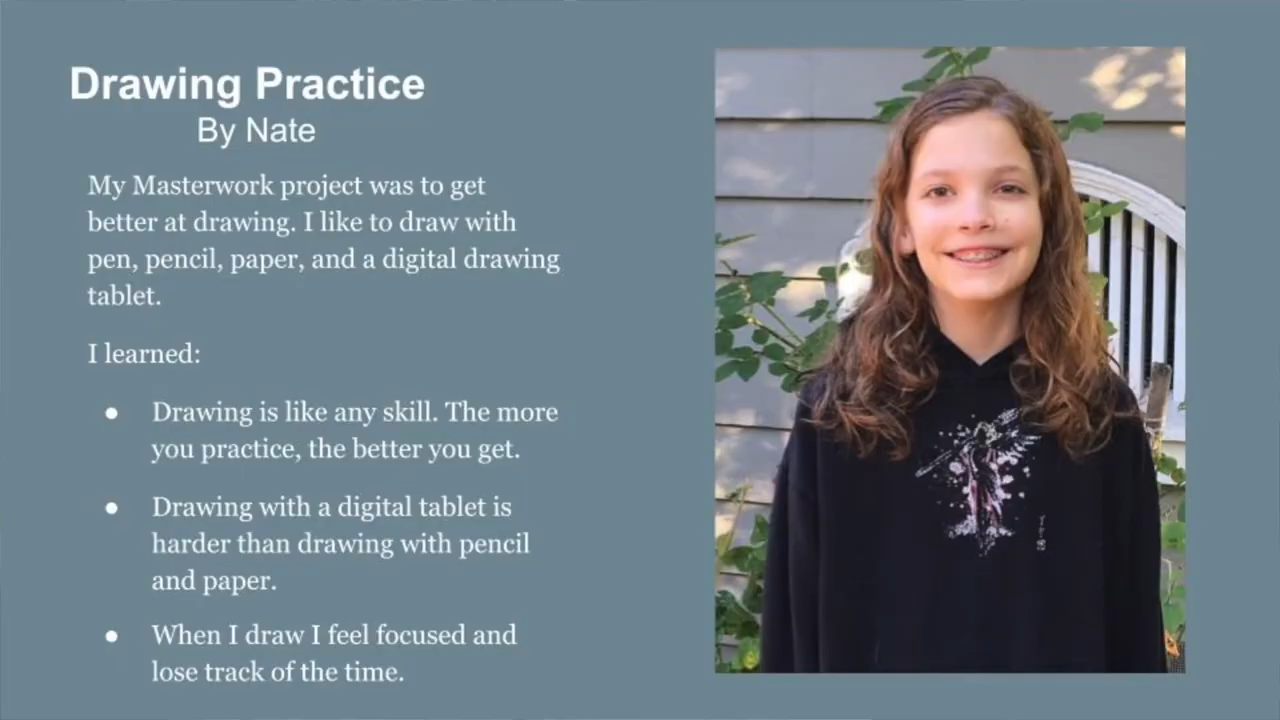 Drawing Practice
By Nate
My Masterwork project was to get
better at drawing. I like to draw with
pen, pencil, paper, and a digital drawing
tablet.
I learned:
● Drawing is like any skill. The more
you practice, the better you get.
● Drawing with a digital tablet is
harder than drawing with pencil
and paper.
● When I draw I feel focused and
lose track of the time.